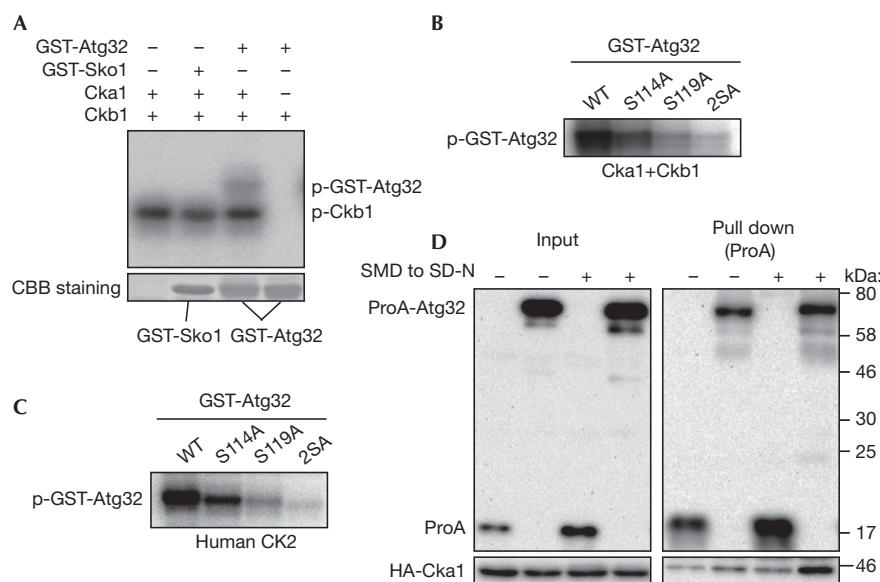 A
GST-Atg32 – – + +
GST-Sko1 – + – –
Cka1 + + + –
Ckb1 + + + +
p-GST-Atg32
p-Ckb1
CBB staining
GST-Sko1 GST-Atg32
B
GST-Atg32
WT S114A S119A 2SA
p-GST-Atg32
Cka1+Ckb1
C
GST-Atg32
WT S114A S119A 2SA
p-GST-Atg32
Human CK2
D
Input Pull down
(ProA)
SMD to SD-N – – + + – – + + kDa:
ProA-Atg32
80
58
46
30
25
ProA 17
HA-Cka1 46